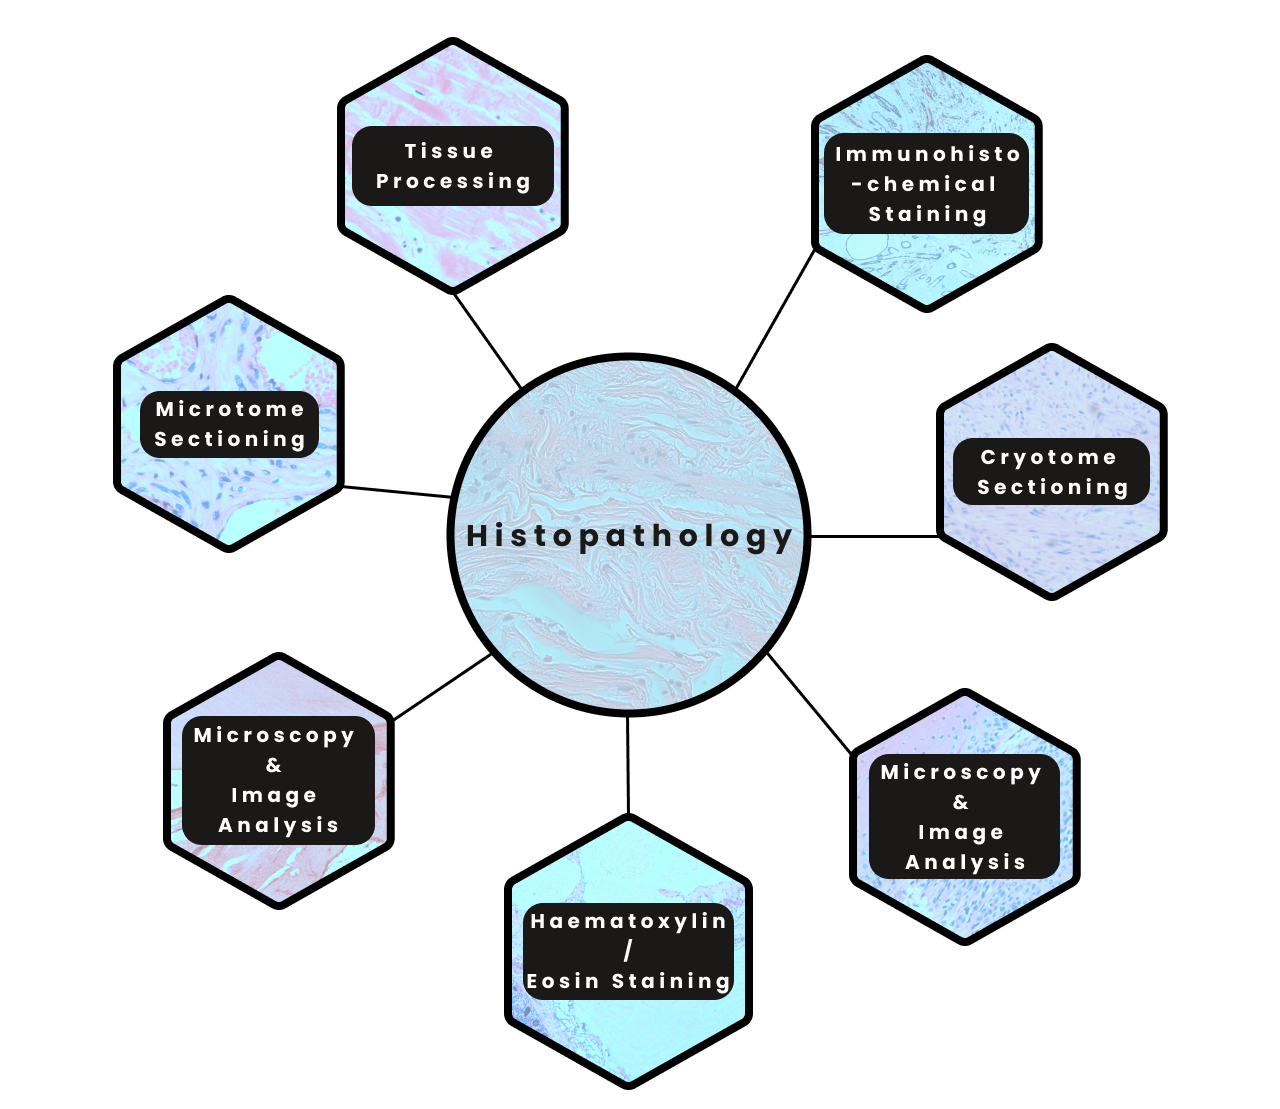 Tissue
Processing
Immunohisto
-chemical
Staining
Microtome
Sectioning
Cryotome
Sectioning
Histopathology
Microscopy
&
Image
Analysis
Microscopy
&
Image
Analysis
Haematoxylin
/
Eosin Staining